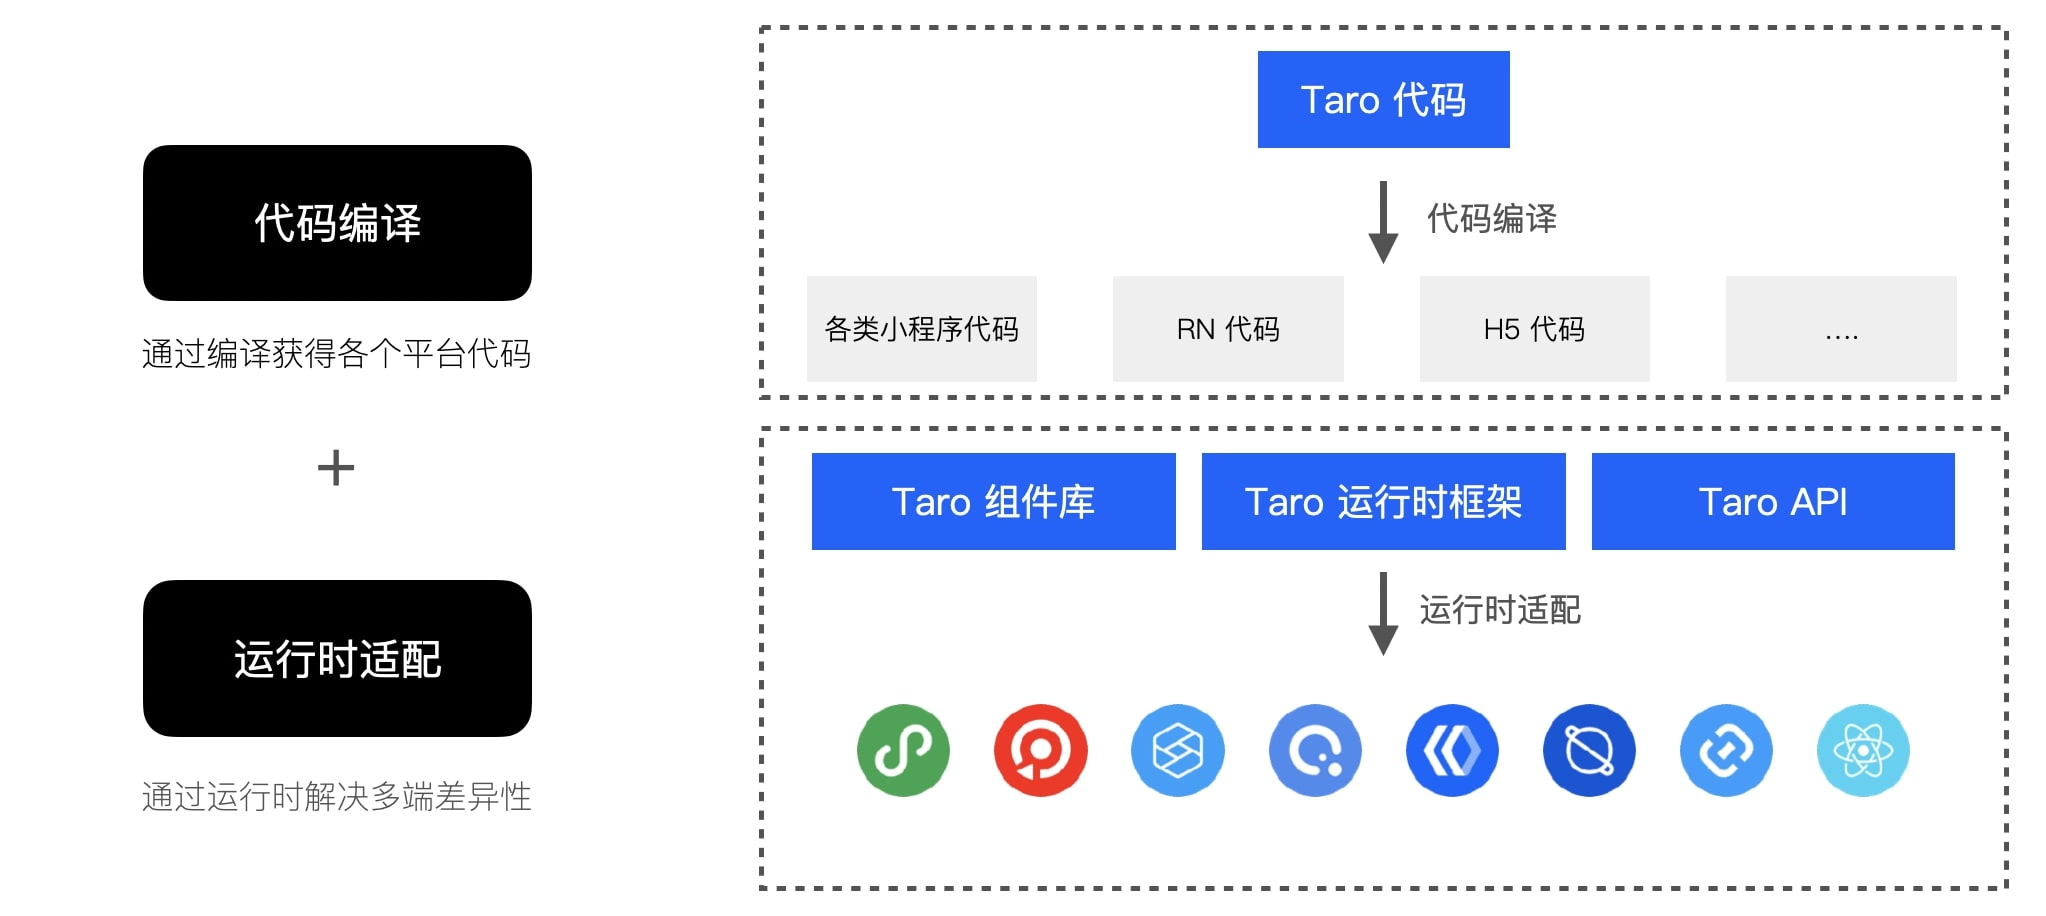 代码编译
通过编译获得各个平台代码
+
运行时适配
通过运行时解决多端差异性
Taro 代码
代码编译
各类小程序代码
RN 代码
H5 代码
....
Taro 组件库
Taro 运行时框架
Taro API
运行时适配